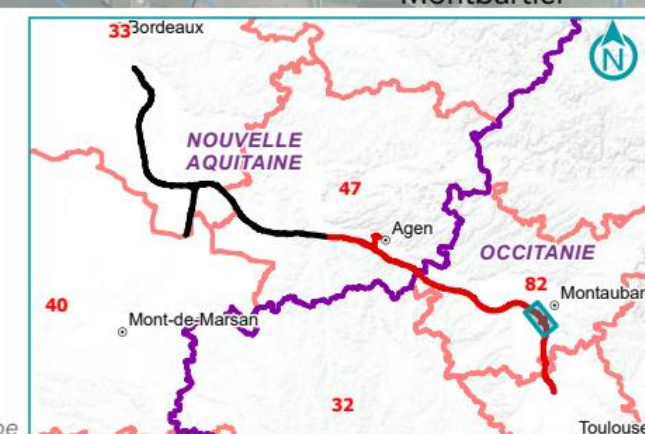 Montbartier
33 Bordeaux
N
NOUVELLE
AQUITAINE
47
Agen
OCCITANIE
82
Montauban
40
Mont-de-Marsan
32
Toulouse